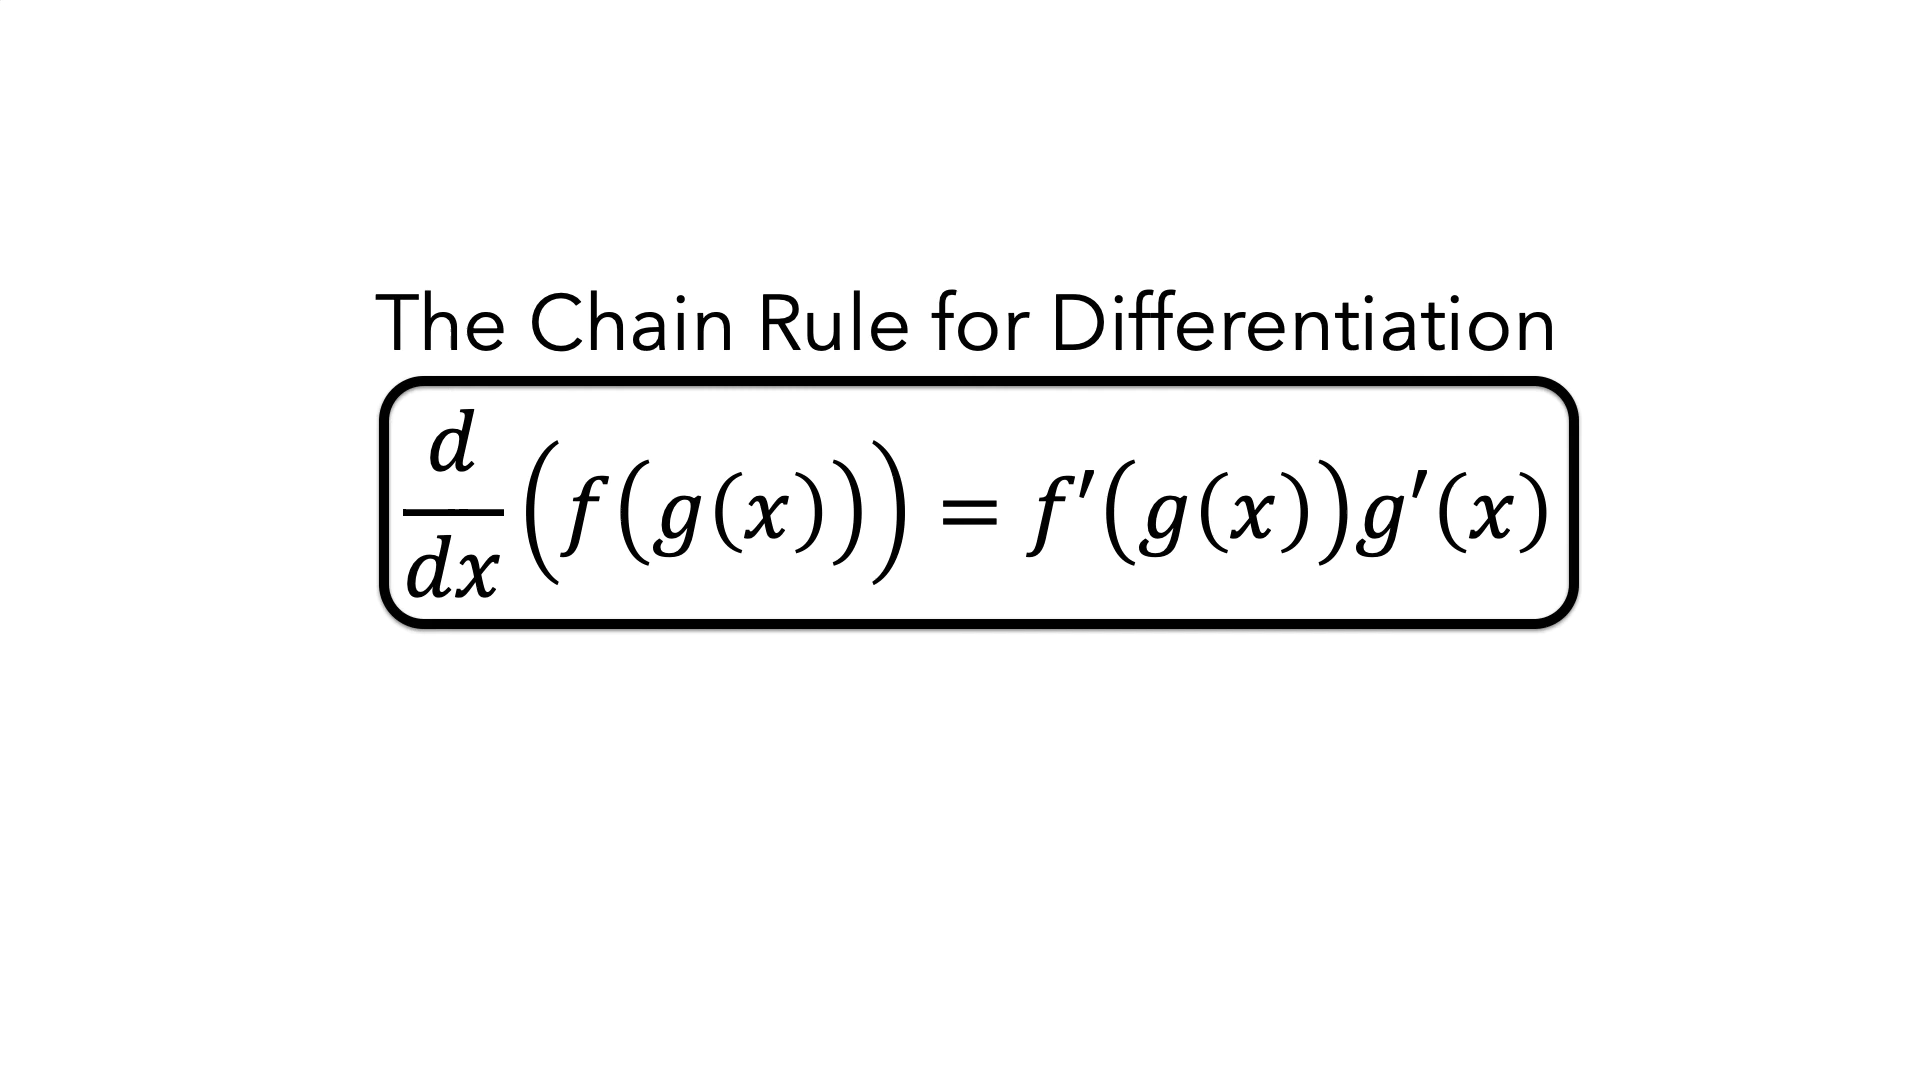 The Chain Rule for Differentiation
d/dx (f(g(x))) = f′(g(x))g′(x)